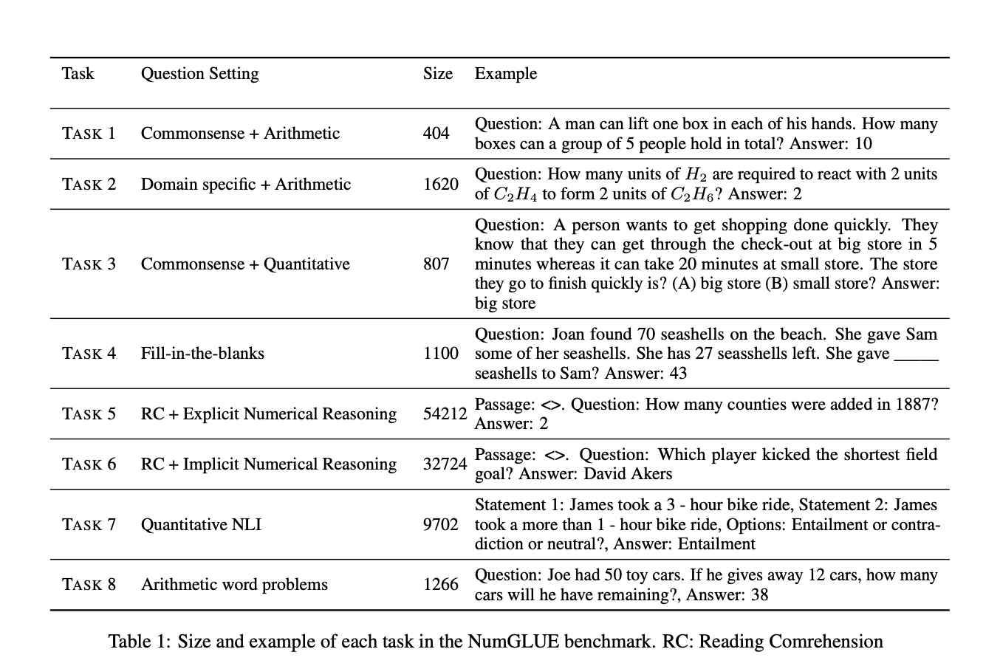 Task Question Setting Size Example
TASK 1 Commonsense + Arithmetic 404 Question: A man can lift one box in each of his hands. How many
boxes can a group of 5 people hold in total? Answer: 10
TASK 2 Domain specific + Arithmetic 1620 Question: How many units of H₂ are required to react with 2 units
of C₂H₄ to form 2 units of C₂H₆? Answer: 2
Question: A person wants to get shopping done quickly. They
know that they can get through the check-out at big store in 5
TASK 3 Commonsense + Quantitative 807 minutes whereas it can take 20 minutes at small store. The store
they go to finish quickly is? (A) big store (B) small store? Answer:
big store
Question: Joan found 70 seashells on the beach. She gave Sam
TASK 4 Fill-in-the-blanks 1100 some of her seashells. She has 27 seasshells left. She gave _____
seashells to Sam? Answer: 43
TASK 5 RC + Explicit Numerical Reasoning 54212 Passage: <>. Question: How many counties were added in 1887?
Answer: 2
TASK 6 RC + Implicit Numerical Reasoning 32724 Passage: <>. Question: Which player kicked the shortest field
goal? Answer: David Akers
Statement 1: James took a 3 - hour bike ride, Statement 2: James
TASK 7 Quantitative NLI 9702 took a more than 1 - hour bike ride, Options: Entailment or contra-
diction or neutral?, Answer: Entailment
TASK 8 Arithmetic word problems 1266 Question: Joe had 50 toy cars. If he gives away 12 cars, how many
cars will he have remaining?, Answer: 38
Table 1: Size and example of each task in the NumGLUE benchmark. RC: Reading Comrehension